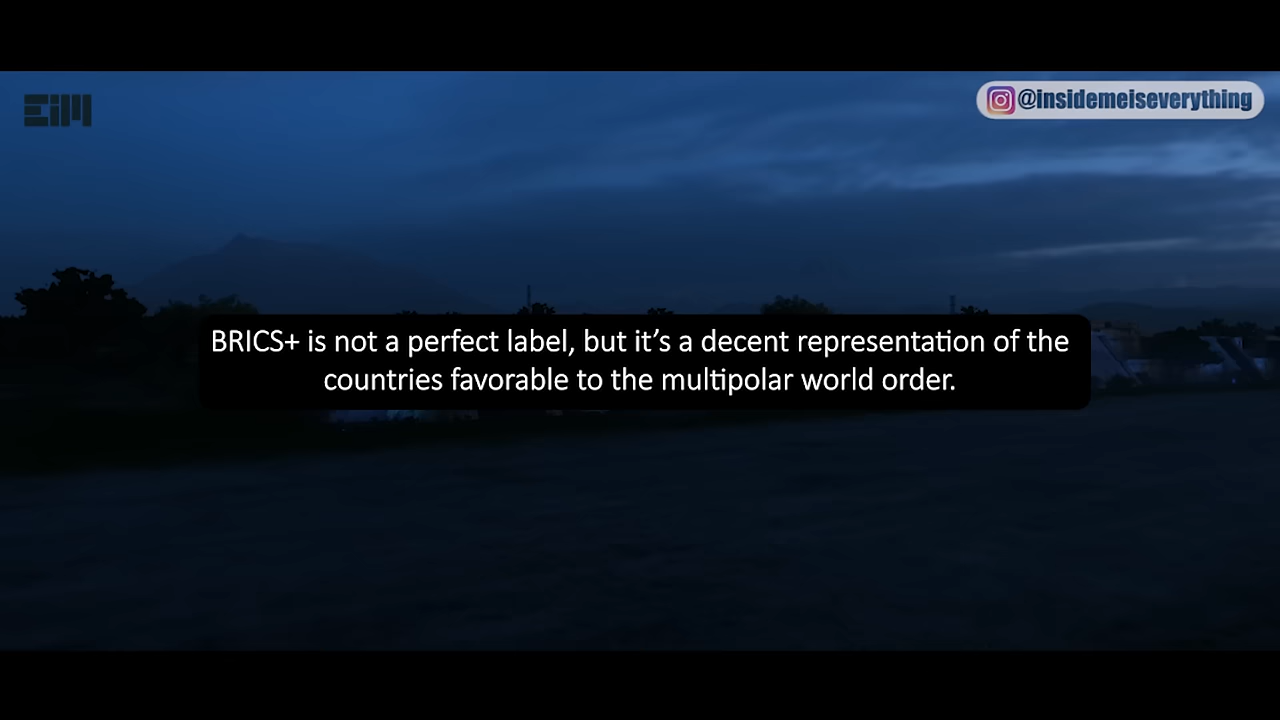 EIM
@insidemeiseverything
BRICS+ is not a perfect label, but it’s a decent representation of the
countries favorable to the multipolar world order.